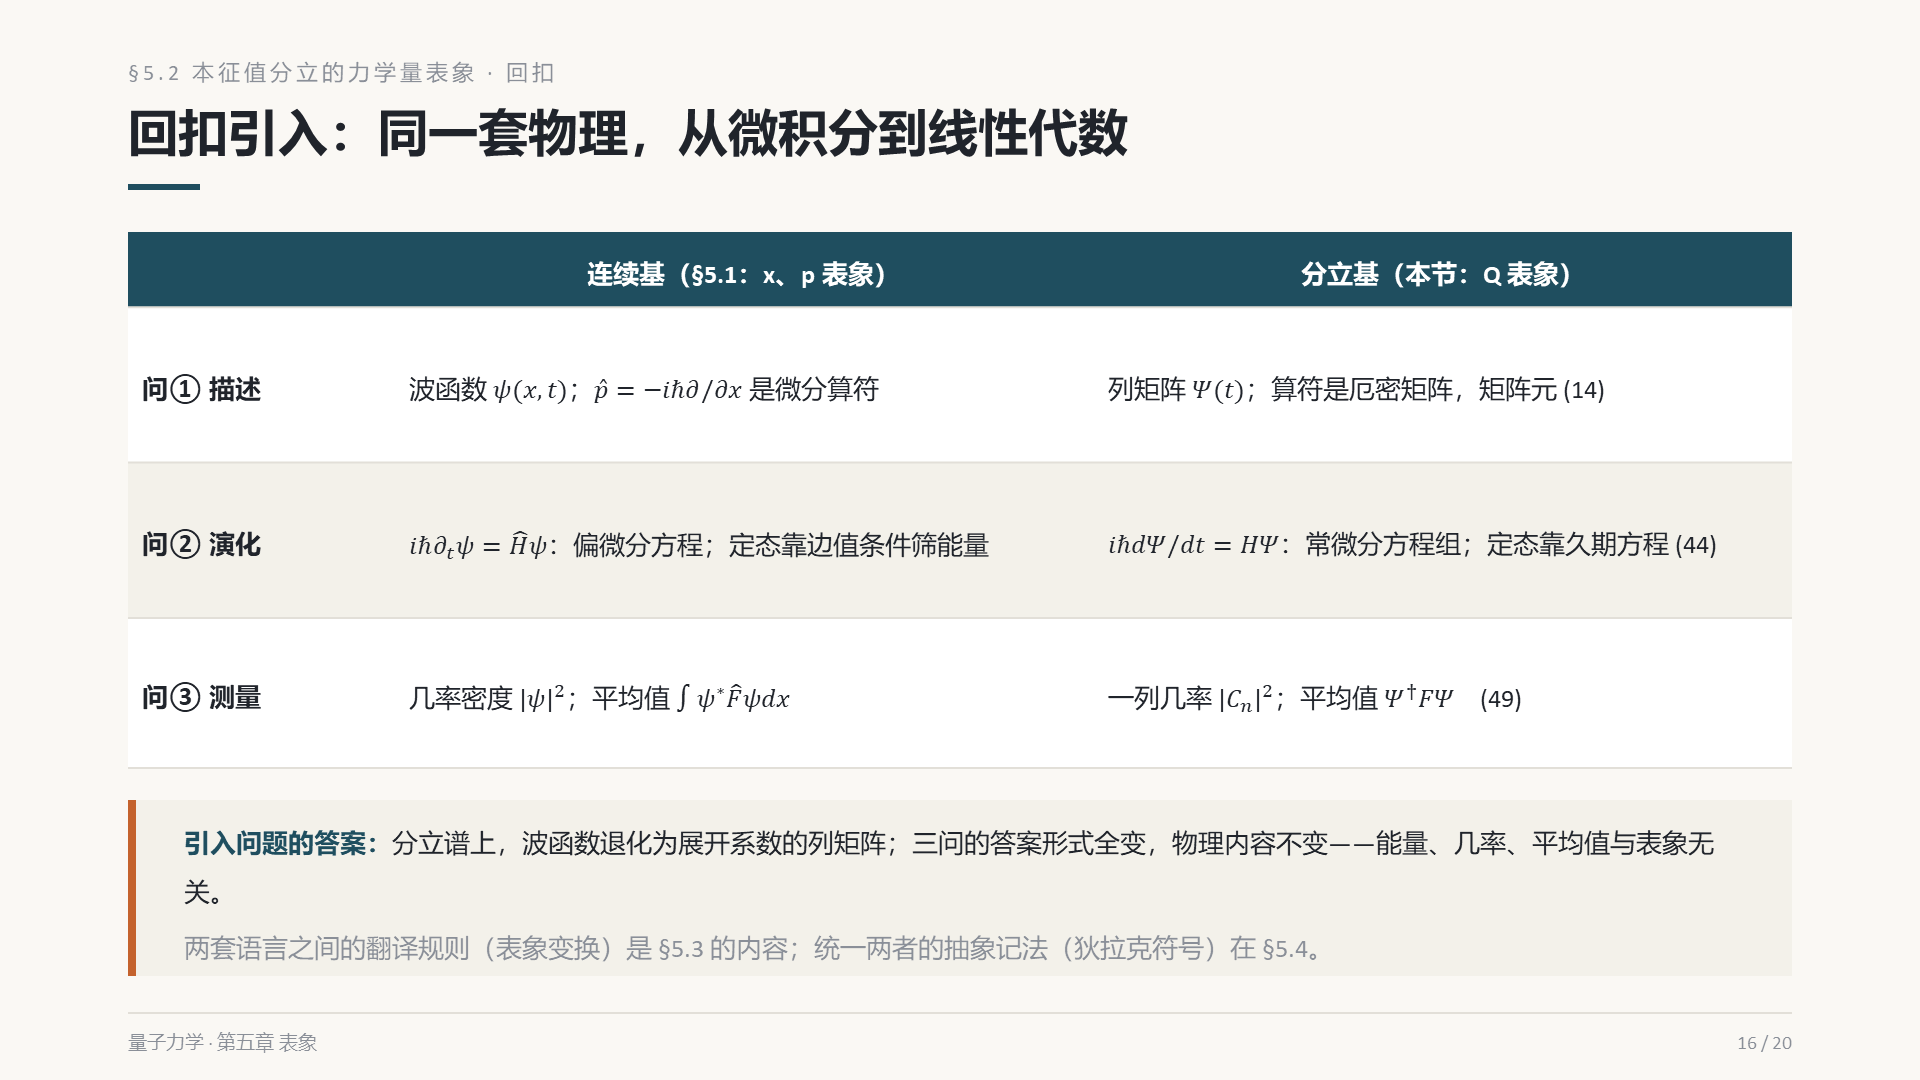 §5.2 本征值分立的力学量表象 · 回扣
回扣引入：同一套物理，从微积分到线性代数
连续基（§5.1：x、p 表象） 分立基（本节：Q 表象）
问① 描述 波函数 ψ(x, t)；p̂ = −iħ∂/∂x 是微分算符 列矩阵 Ψ(t)；算符是厄密矩阵，矩阵元 (14)
问② 演化 iħ∂ₜψ = Ĥψ：偏微分方程；定态靠边值条件筛能量 iħdΨ/dt = HΨ：常微分方程组；定态靠久期方程 (44)
问③ 测量 几率密度 |ψ|²；平均值 ∫ ψ*F̂ψdx 一列几率 |Cₙ|²；平均值 Ψ†FΨ (49)
引入问题的答案：分立谱上，波函数退化为展开系数的列矩阵；三问的答案形式全变，物理内容不变——能量、几率、平均值与表象无
关。
两套语言之间的翻译规则（表象变换）是 §5.3 的内容；统一两者的抽象记法（狄拉克符号）在 §5.4。
量子力学 · 第五章 表象 16 / 20